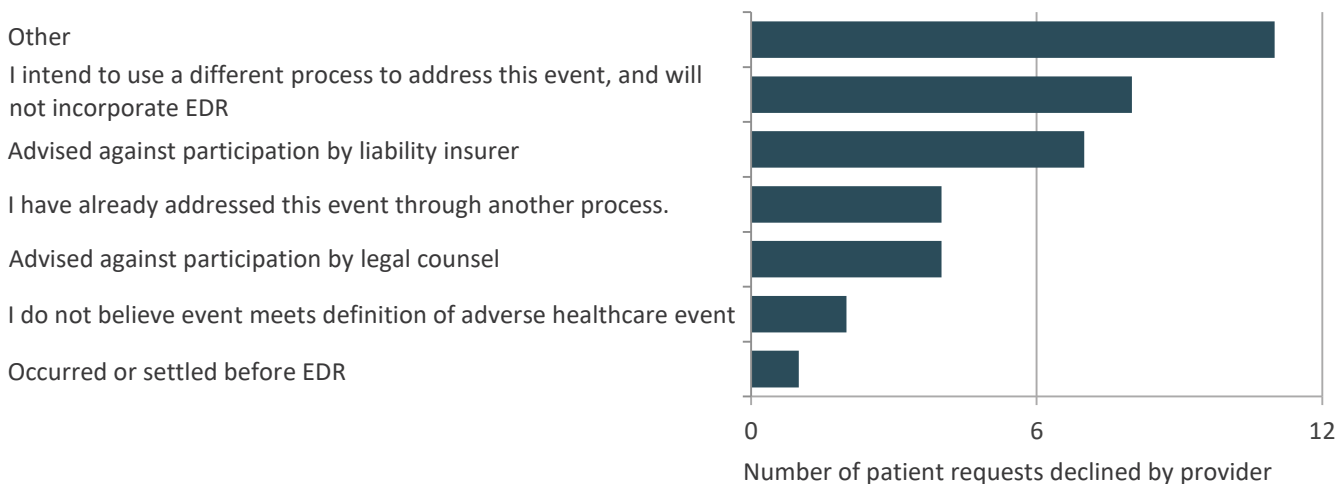 Other
I intend to use a different process to address this event, and will
not incorporate EDR
Advised against participation by liability insurer
I have already addressed this event through another process.
Advised against participation by legal counsel
I do not believe event meets definition of adverse healthcare event
Occurred or settled before EDR
0
6
12
Number of patient requests declined by provider